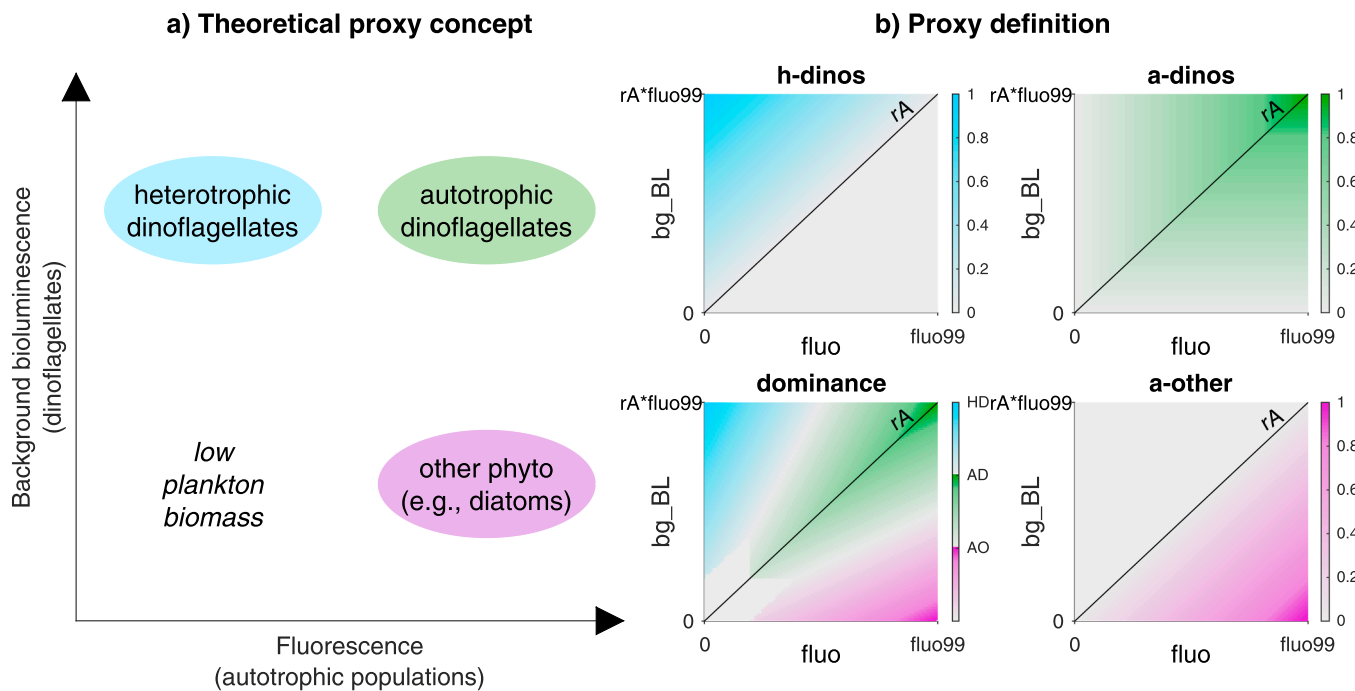 a) Theoretical proxy concept
Background bioluminescence
(dinoflagellates)
heterotrophic
dinoflagellates
autotrophic
dinoflagellates
low
plankton
biomass
other phyto
(e.g., diatoms)
Fluorescence
(autotrophic populations)
b) Proxy definition
h-dinos
rA*fluo99
rA
bg_BL
0
0
fluo
fluo99
1
0.8
0.6
0.4
0.2
0
a-dinos
rA*fluo99
rA
bg_BL
0
0
fluo
fluo99
1
0.8
0.6
0.4
0.2
0
dominance
rA*fluo99
rA
bg_BL
0
0
fluo
fluo99
HD
AD
AO
a-other
rA*fluo99
rA
bg_BL
0
0
fluo
fluo99
1
0.8
0.6
0.4
0.2
0